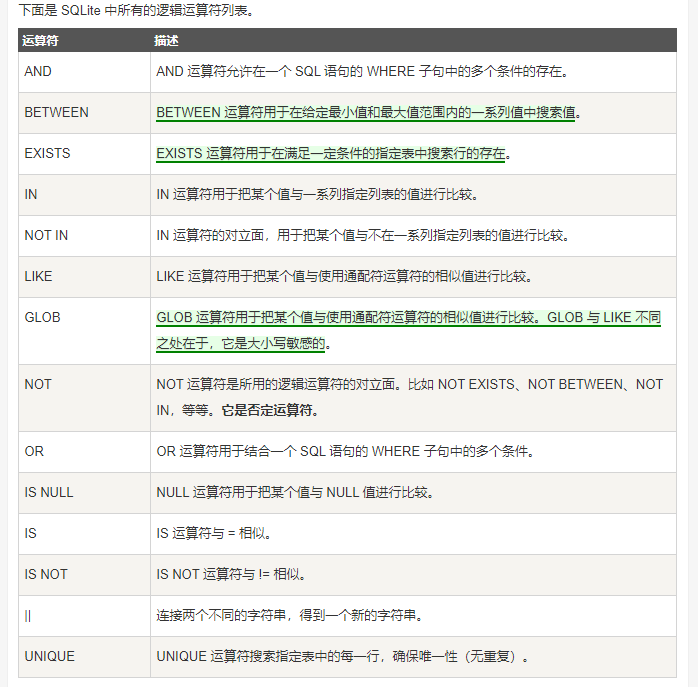 下面是 SQLite 中所有的逻辑运算符列表。
运算符 描述
AND AND 运算符允许在一个 SQL 语句的 WHERE 子句中的多个条件的存在。
BETWEEN BETWEEN 运算符用于在给定最小值和最大值范围内的一系列值中搜索值。
EXISTS EXISTS 运算符用于在满足一定条件的指定表中搜索行的存在。
IN IN 运算符用于把某个值与一系列指定列表的值进行比较。
NOT IN IN 运算符的对立面，用于把某个值与不在一系列指定列表的值进行比较。
LIKE LIKE 运算符用于把某个值与使用通配符运算符的相似值进行比较。
GLOB GLOB 运算符用于把某个值与使用通配符运算符的相似值进行比较。GLOB 与 LIKE 不同
之处在于，它是大小写敏感的。
NOT NOT 运算符是所用的逻辑运算符的对立面。比如 NOT EXISTS、NOT BETWEEN、NOT
IN，等等。它是否定运算符。
OR OR 运算符用于结合一个 SQL 语句的 WHERE 子句中的多个条件。
IS NULL NULL 运算符用于把某个值与 NULL 值进行比较。
IS IS 运算符与 = 相似。
IS NOT IS NOT 运算符与 != 相似。
|| 连接两个不同的字符串，得到一个新的字符串。
UNIQUE UNIQUE 运算符搜索指定表中的每一行，确保唯一性（无重复）。